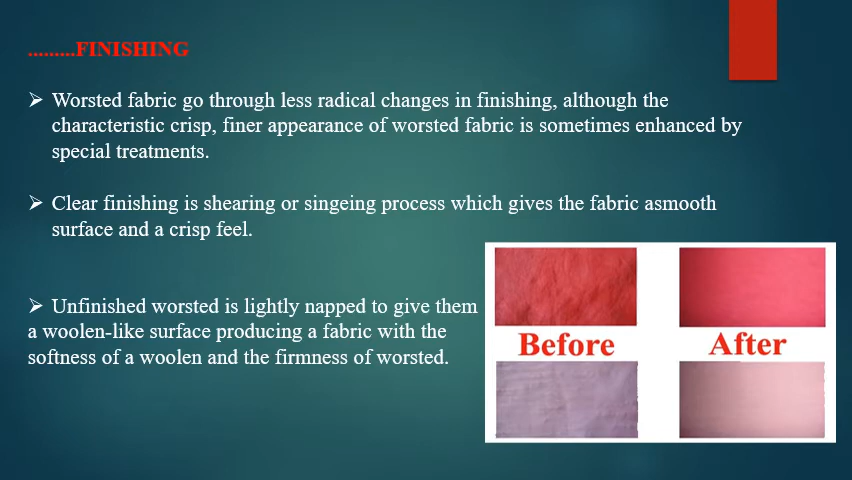 .........FINISHING
➢ Worsted fabric go through less radical changes in finishing, although the
characteristic crisp, finer appearance of worsted fabric is sometimes enhanced by
special treatments.
➢ Clear finishing is shearing or singeing process which gives the fabric asmooth
surface and a crisp feel.
➢ Unfinished worsted is lightly napped to give them
a woolen-like surface producing a fabric with the
softness of a woolen and the firmness of worsted.
Before After